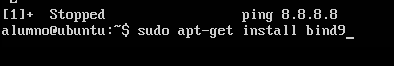 [1]+  Stopped                 ping 8.8.8.8
alumno@ubuntu:~$ sudo apt-get install bind9_